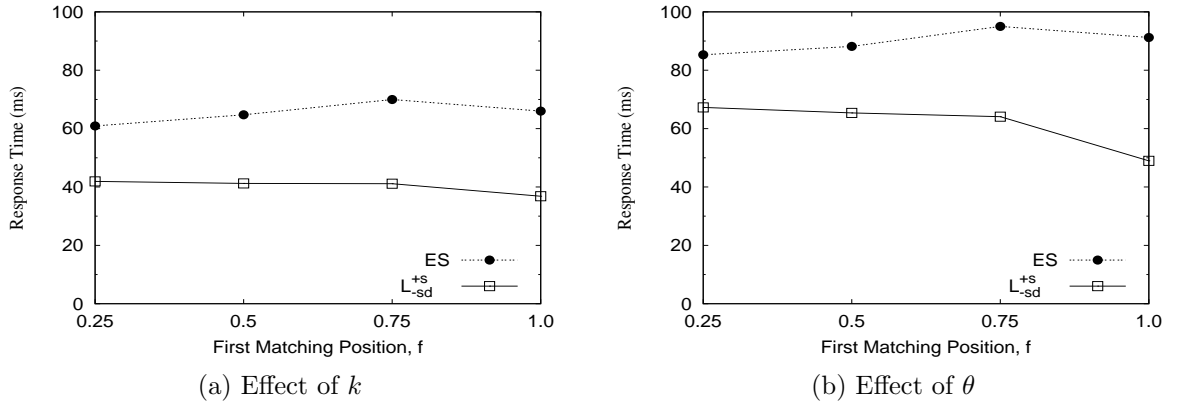 100
80
60
40
20
0
Response Time (ms)
ES
L-sd+s
0.25 0.5 0.75 1.0
First Matching Position, f
(a) Effect of k
100
80
60
40
20
0
Response Time (ms)
ES
L-sd+s
0.25 0.5 0.75 1.0
First Matching Position, f
(b) Effect of θ